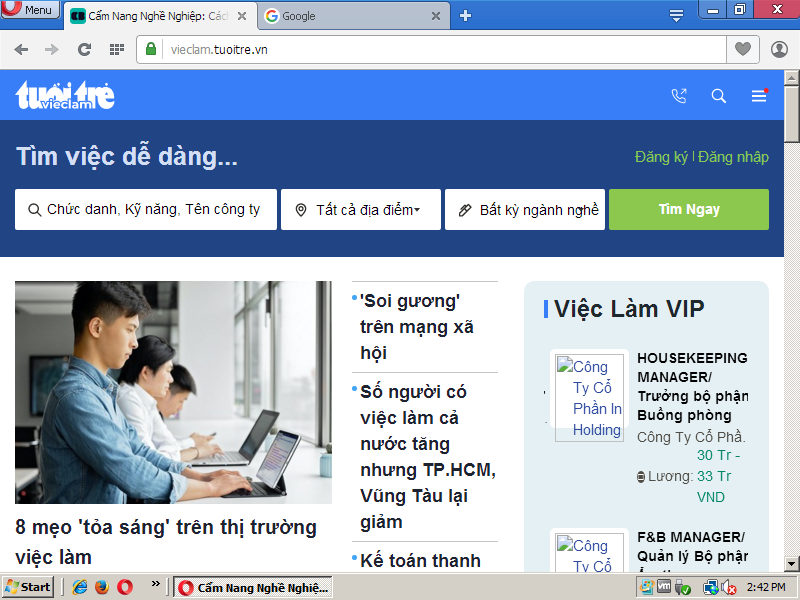 Menu
Cẩm Nang Nghề Nghiệp: Các
Google
vieclam.tuoitre.vn
tuổi trẻ
vieclam
Tìm việc dễ dàng...
Đăng ký | Đăng nhập
Chức danh, Kỹ năng, Tên công ty
Tất cả địa điểm
Bất kỳ ngành nghề
Tìm Ngay
8 mẹo 'tỏa sáng' trên thị trường
việc làm
'Soi gương'
trên mạng xã
hội
Số người có
việc làm cả
nước tăng
nhưng TP.HCM,
Vũng Tàu lại
giảm
Kế toán thanh
Việc Làm VIP
Công
Ty Cổ
Phần In
Holding
HOUSEKEEPING
MANAGER/
Trưởng bộ phận
Buồng phòng
Công Ty Cổ Phầ.
Lương: 30 Tr -
33 Tr
VND
Công
Ty Cổ
F&B MANAGER/
Quản lý Bộ phận
Start
Cẩm Nang Nghề Nghiệ...
2:42 PM